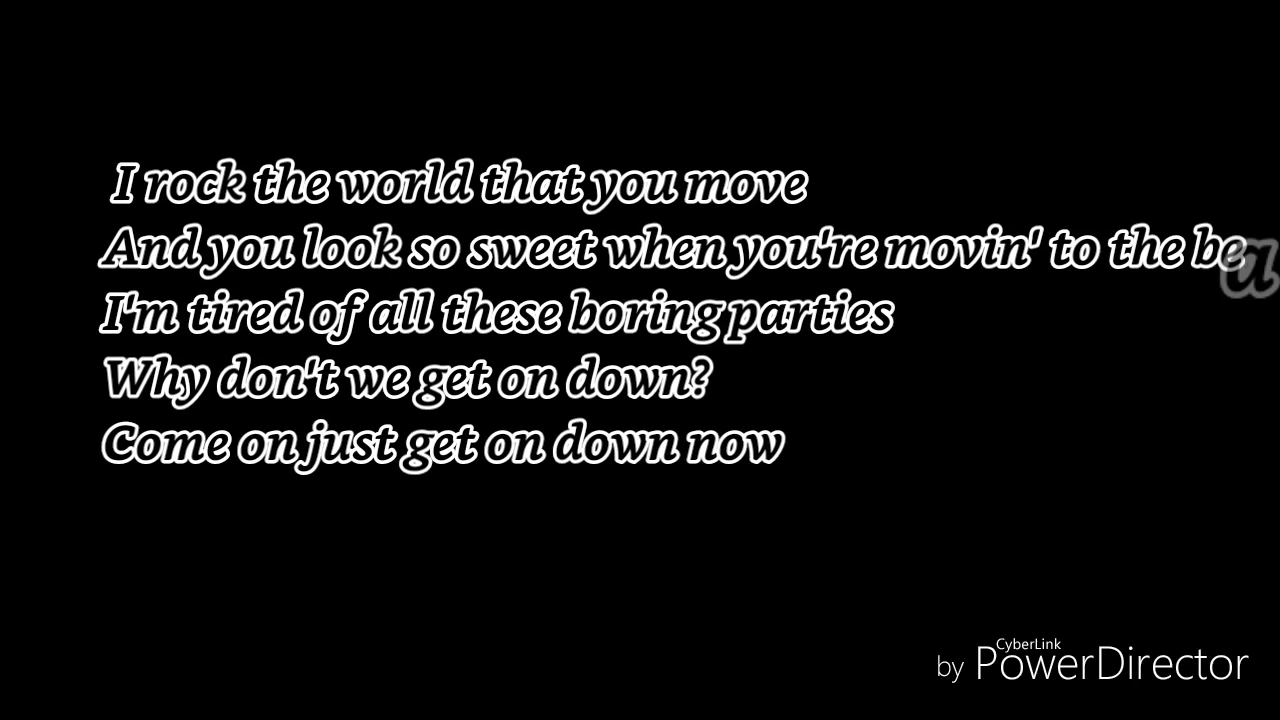 I rock the world that you move
And you look so sweet when you're movin' to the bea
I'm tired of all these boring parties
Why don't we get on down?
Come on just get on down now
CyberLink
by PowerDirector